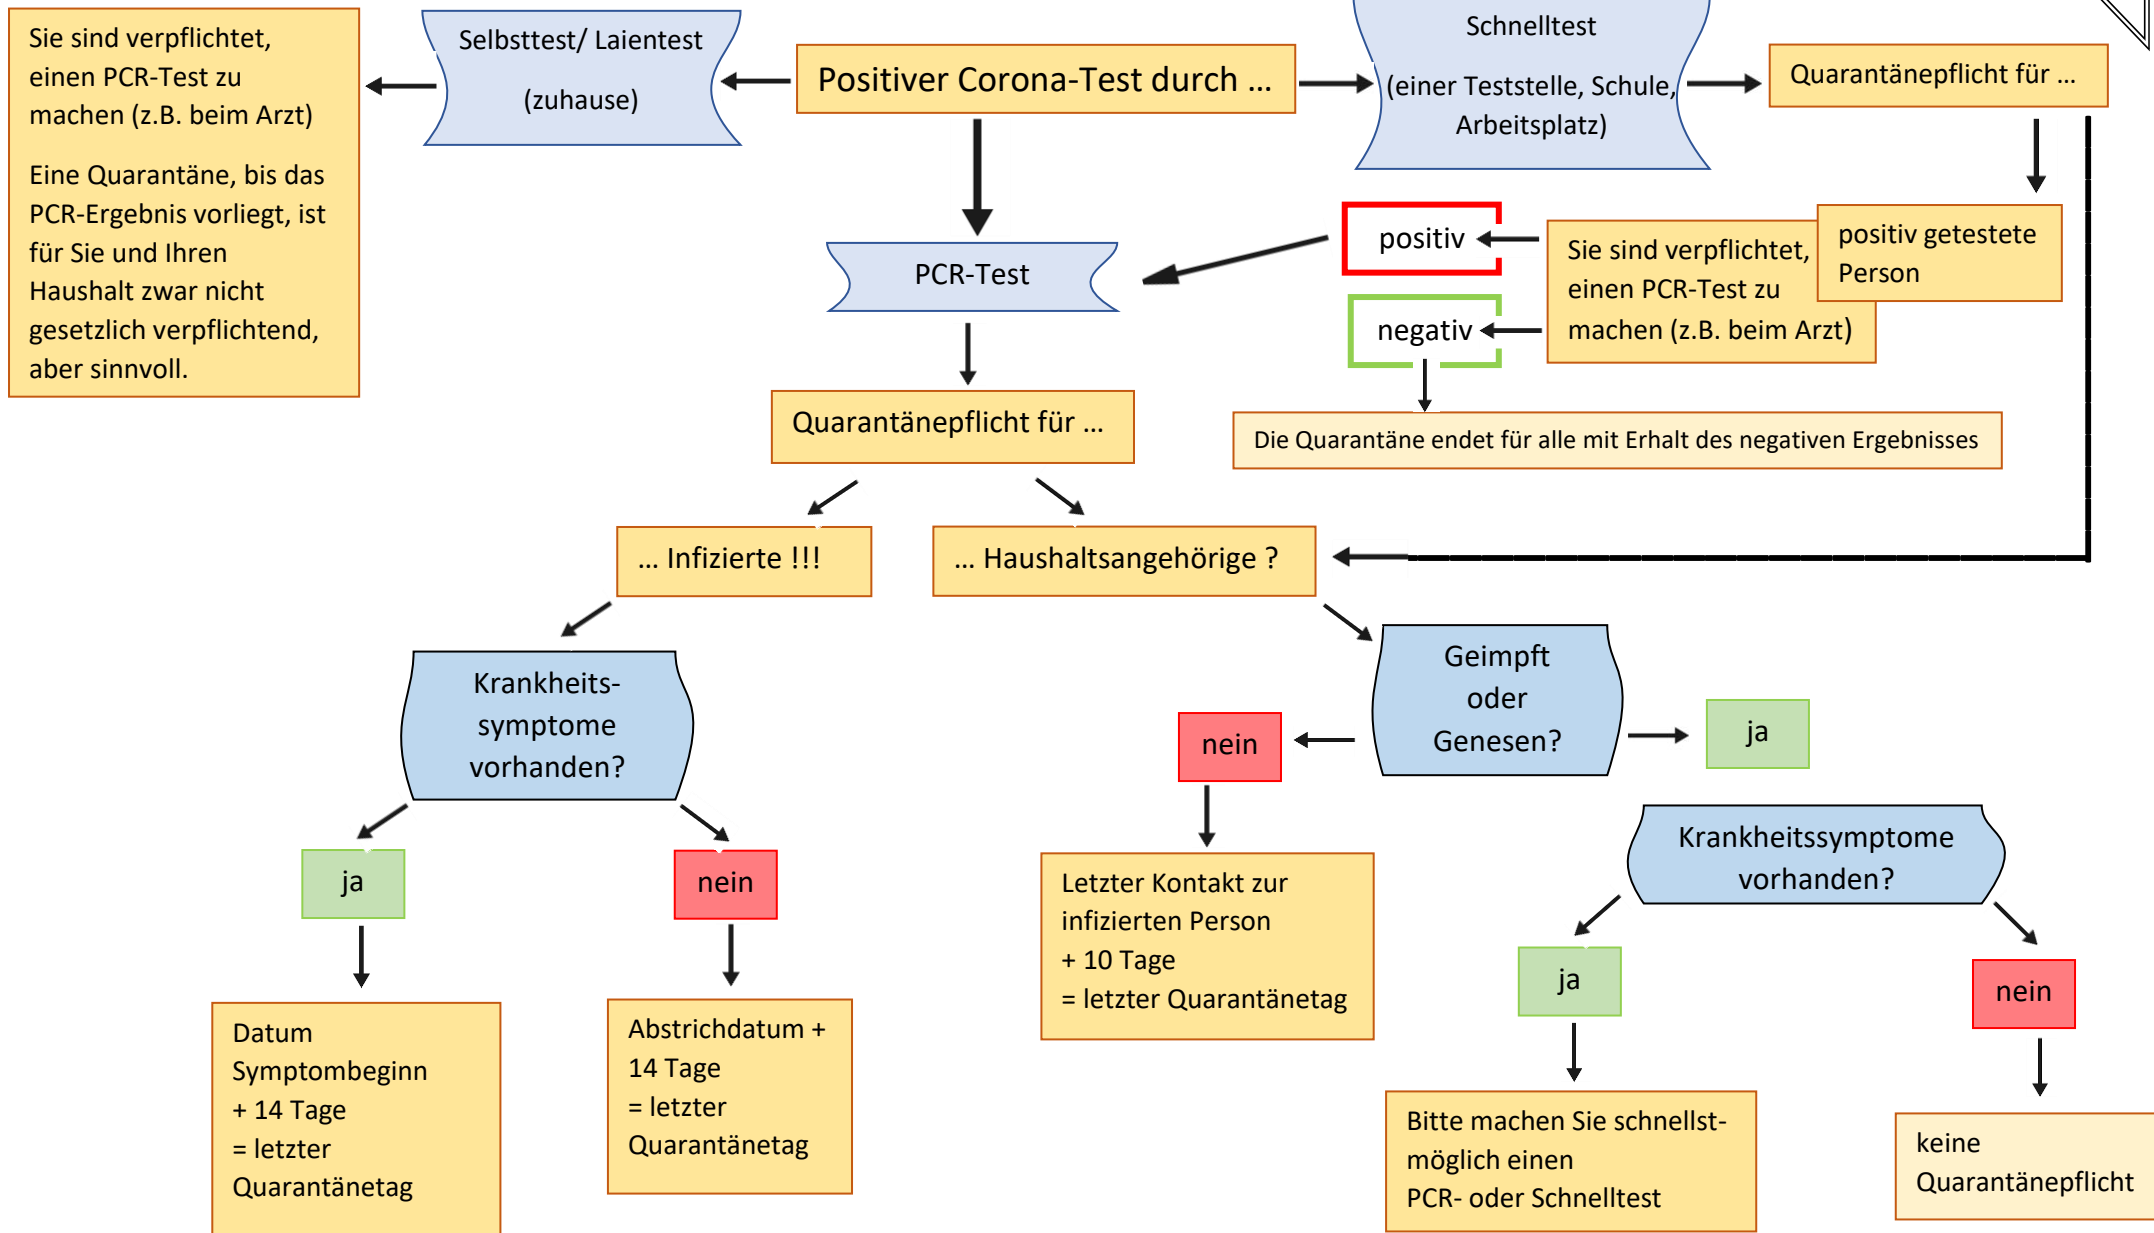 Sie sind verpflichtet,
einen PCR-Test zu
machen (z.B. beim Arzt)
Eine Quarantäne, bis das
PCR-Ergebnis vorliegt, ist
für Sie und Ihren
Haushalt zwar nicht
gesetzlich verpflichtend,
aber sinnvoll.
Selbsttest/ Laientest
(zuhause)
Positiver Corona-Test durch ...
Schnelltest
(einer Teststelle, Schule,
Arbeitsplatz)
Quarantänepflicht für ...
positiv getestete
Person
Sie sind verpflichtet,
einen PCR-Test zu
machen (z.B. beim Arzt)
positiv
negativ
Die Quarantäne endet für alle mit Erhalt des negativen Ergebnisses
PCR-Test
Quarantänepflicht für ...
... Infizierte !!!
... Haushaltsangehörige ?
Krankheits-
symptome
vorhanden?
ja
nein
Datum
Symptombeginn
+ 14 Tage
= letzter
Quarantänetag
Abstrichdatum +
14 Tage
= letzter
Quarantänetag
Geimpft
oder
Genesen?
nein
ja
Letzter Kontakt zur
infizierten Person
+ 10 Tage
= letzter Quarantänetag
Krankheitssymptome
vorhanden?
ja
nein
Bitte machen Sie schnellst-
möglich einen
PCR- oder Schnelltest
keine
Quarantänepflicht